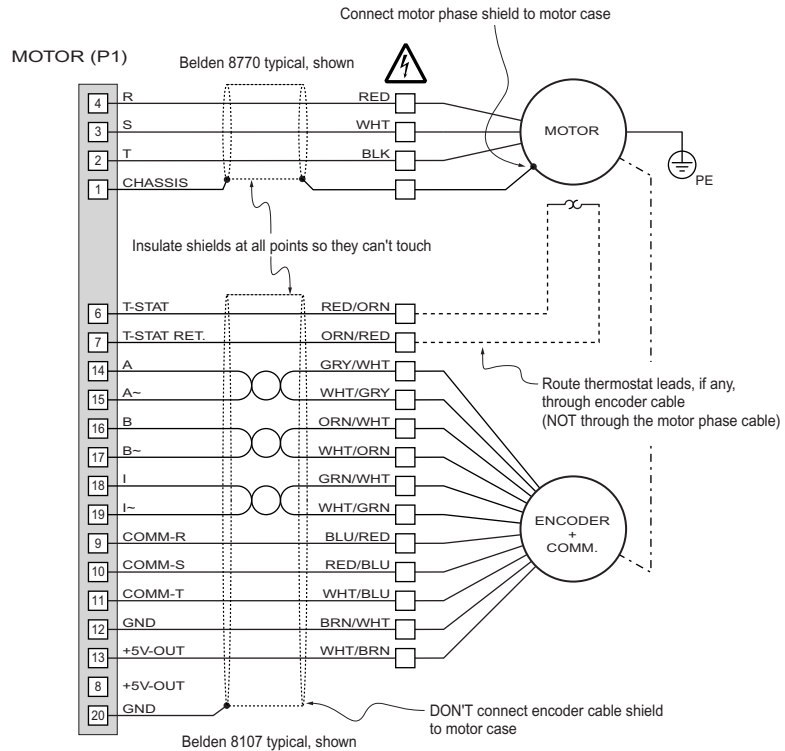 Connect motor phase shield to motor case
MOTOR (P1)
Belden 8770 typical, shown
4 R RED
3 S WHT
MOTOR
2 T BLK
1 CHASSIS
PE
Insulate shields at all points so they can't touch
6 T-STAT RED/ORN
7 T-STAT RET. ORN/RED
14 A GRY/WHT
Route thermostat leads, if any,
through encoder cable
(NOT through the motor phase cable)
15 A~ WHT/GRY
16 B ORN/WHT
17 B~ WHT/ORN
18 I GRN/WHT
19 I~ WHT/GRN
ENCODER
+
COMM.
9 COMM-R BLU/RED
10 COMM-S RED/BLU
11 COMM-T WHT/BLU
12 GND BRN/WHT
13 +5V-OUT WHT/BRN
8 +5V-OUT
20 GND
DON'T connect encoder cable shield
to motor case
Belden 8107 typical, shown